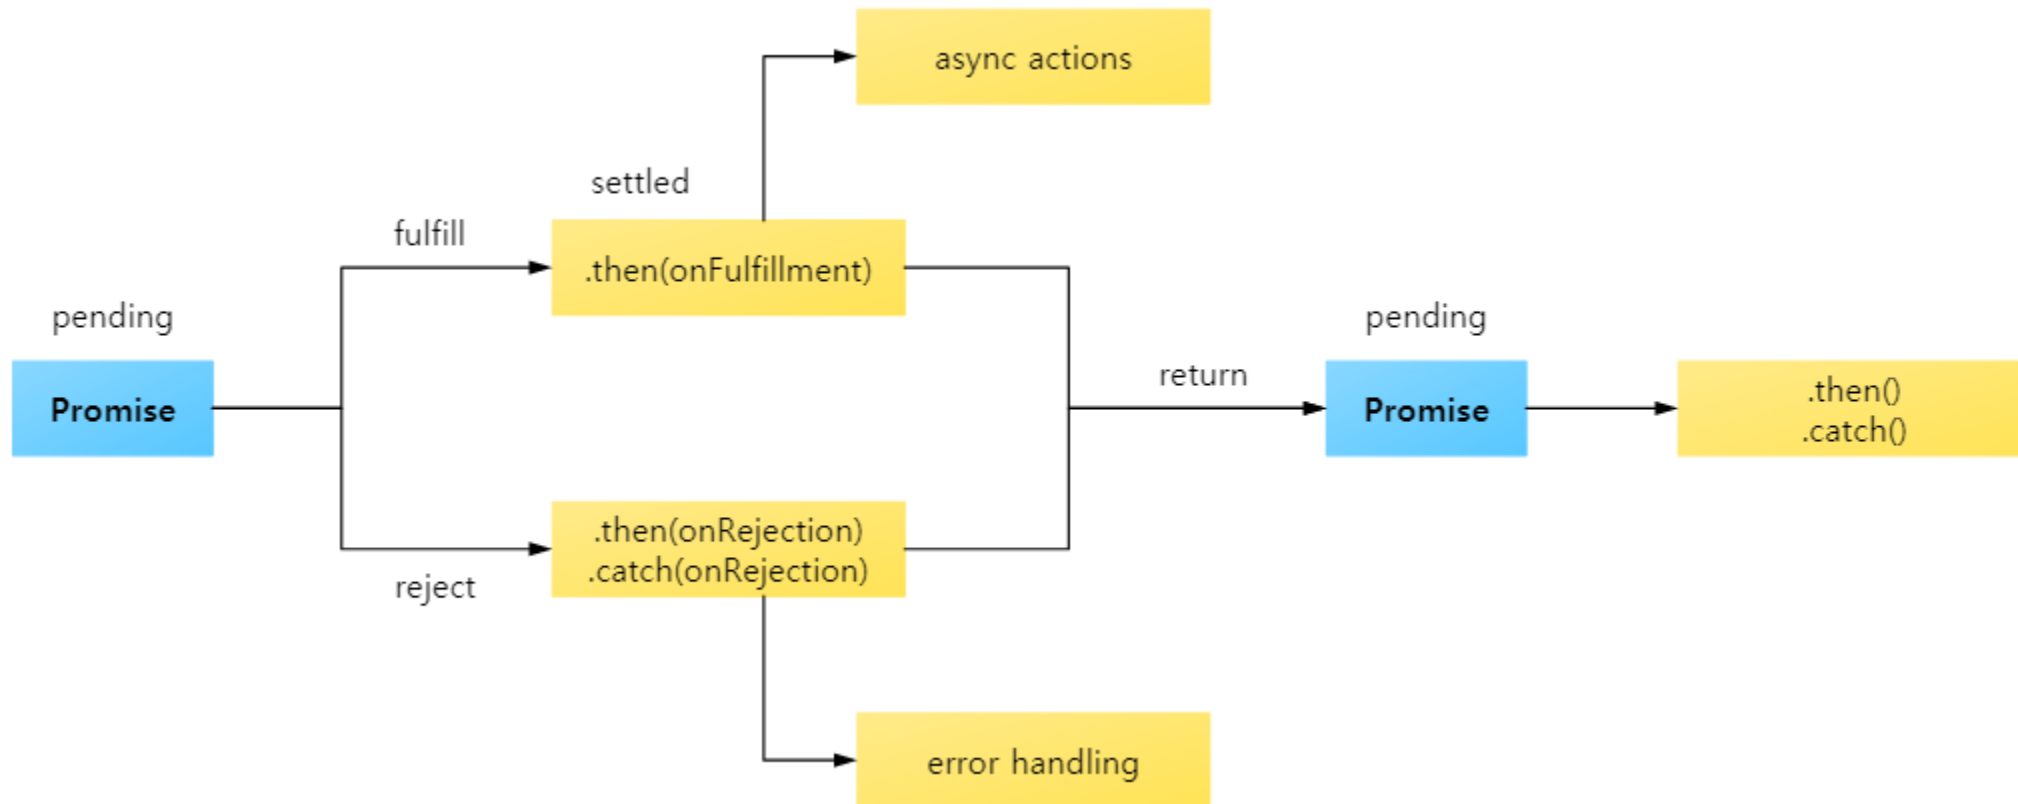 async actions
settled
fulfill
.then(onFulfillment)
pending
Promise
reject
.then(onRejection)
.catch(onRejection)
error handling
return
pending
Promise
.then()
.catch()